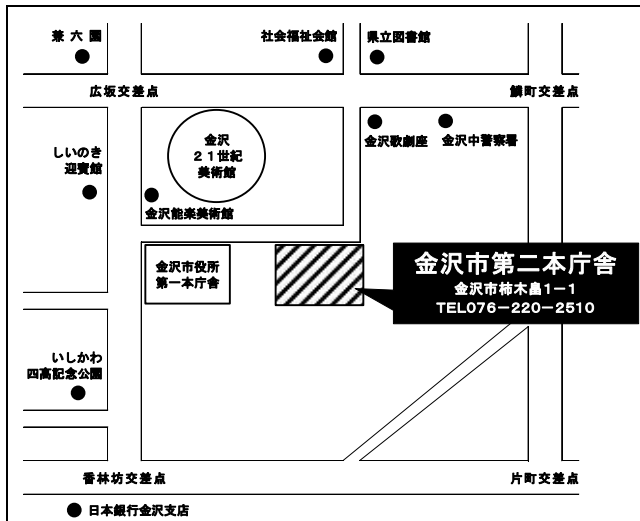 兼六園
社会福祉会館
県立図書館
広坂交差点
鱗町交差点
金沢
21世紀
美術館
金沢歌劇座
金沢中警察署
しいのき
迎賓館
金沢能楽美術館
金沢市役所
第一本庁舎
金沢市第二本庁舎
金沢市柿木畠1-1
TEL076-220-2510
いしかわ
四高記念公園
香林坊交差点
片町交差点
日本銀行金沢支店